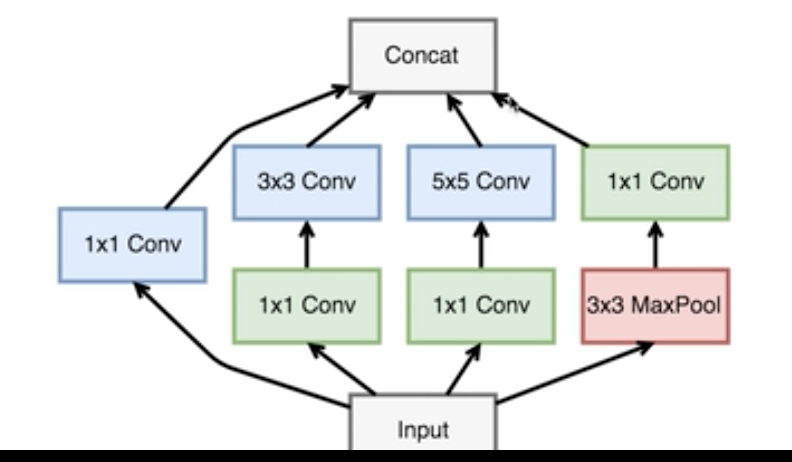 Concat
3x3 Conv
5x5 Conv
1x1 Conv
1x1 Conv
1x1 Conv
1x1 Conv
3x3 MaxPool
Input